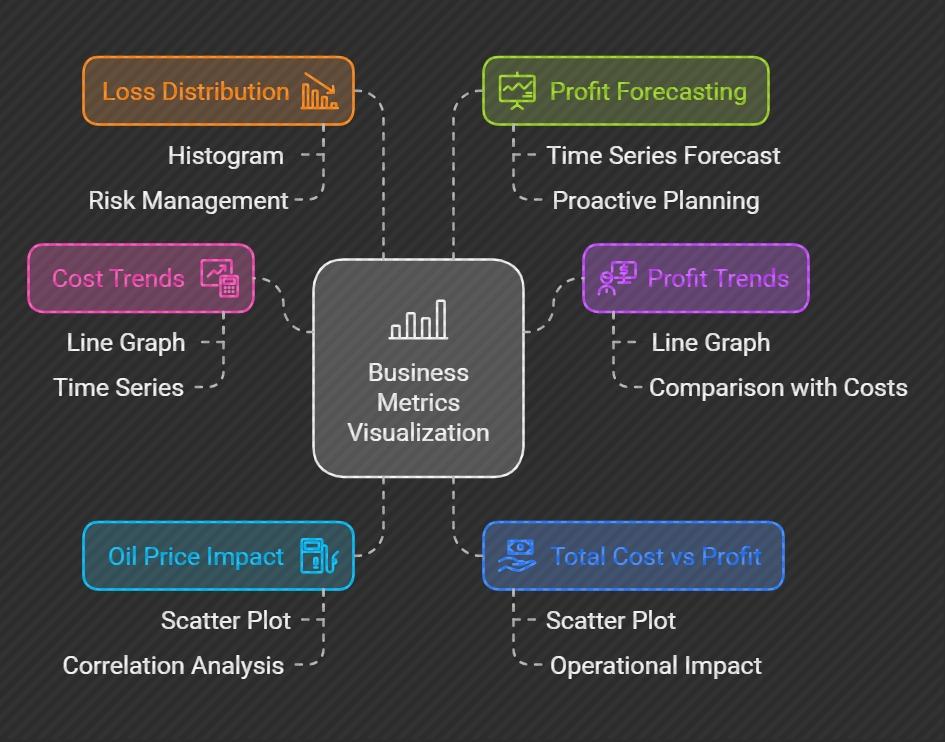 Loss Distribution
Histogram
Risk Management
Profit Forecasting
Time Series Forecast
Proactive Planning
Cost Trends
Line Graph
Time Series
Business
Metrics
Visualization
Profit Trends
Line Graph
Comparison with Costs
Oil Price Impact
Scatter Plot
Correlation Analysis
Total Cost vs Profit
Scatter Plot
Operational Impact